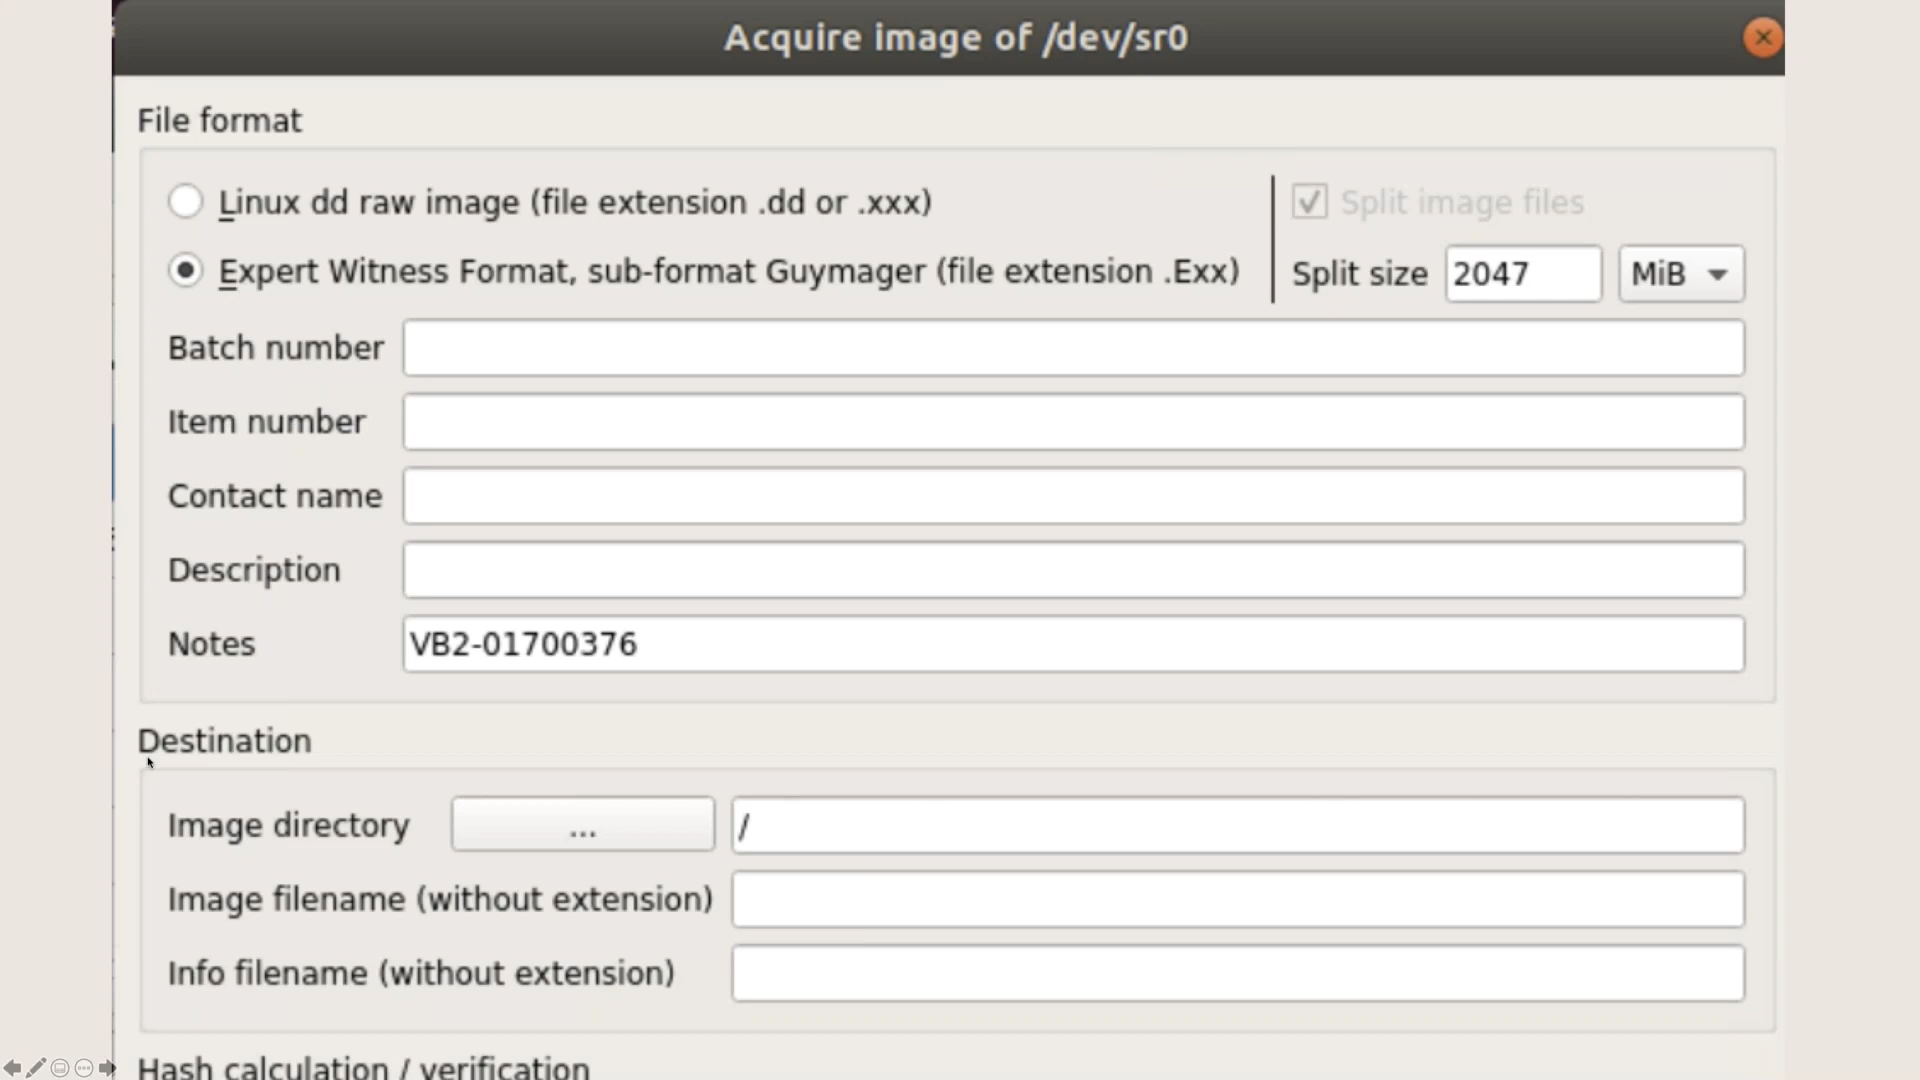 Acquire image of /dev/sr0
File format
Linux dd raw image (file extension .dd or .xxx)
Split image files
Expert Witness Format, sub-format Guymager (file extension .Exx)
Split size 2047 MiB
Batch number
Item number
Contact name
Description
Notes VB2-01700376
Destination
Image directory ... /
Image filename (without extension)
Info filename (without extension)
Hash calculation / verification